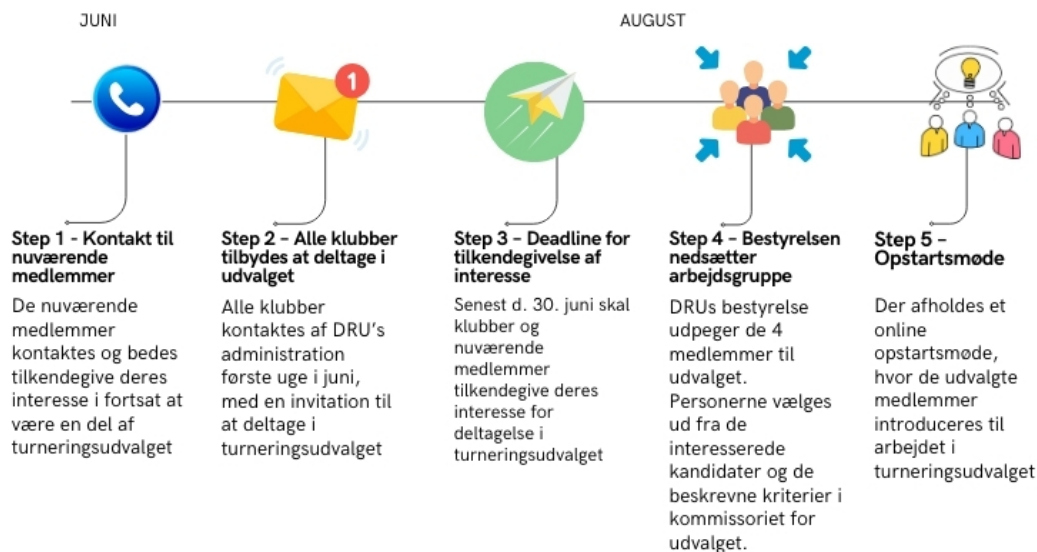 JUNI
AUGUST
1
Step 1 - Kontakt til
nuværende
medlemmer
De nuværende
medlemmer
kontaktes og bedes
tilkendegive deres
interesse i fortsat at
være en del af
turneringsudvalget
Step 2 - Alle klubber
tilbydes at deltage i
udvalget
Alle klubber
kontaktes af DRU's
administration
første uge i juni,
med en invitation til
at deltage i
turneringsudvalget
Step 3 - Deadline for
tilkendegivelse af
interesse
Senest d. 30. juni skal
klubber og
nuværende
medlemmer
tilkendegive deres
interesse for
deltagelse i
turneringsudvalget
Step 4 - Bestyrelsen
nedsætter
arbejdsgruppe
DRUs bestyrelse
udpeger de 4
medlemmer til
udvalget.
Personerne vælges
ud fra de
interesserede
kandidater og de
beskrevne kriterier i
kommissoriet for
udvalget.
Step 5 -
Opstartsmøde
Der afholdes et
online
opstartsmøde,
hvor de udvalgte
medlemmer
introduceres til
arbejdet i
turneringsudvalget